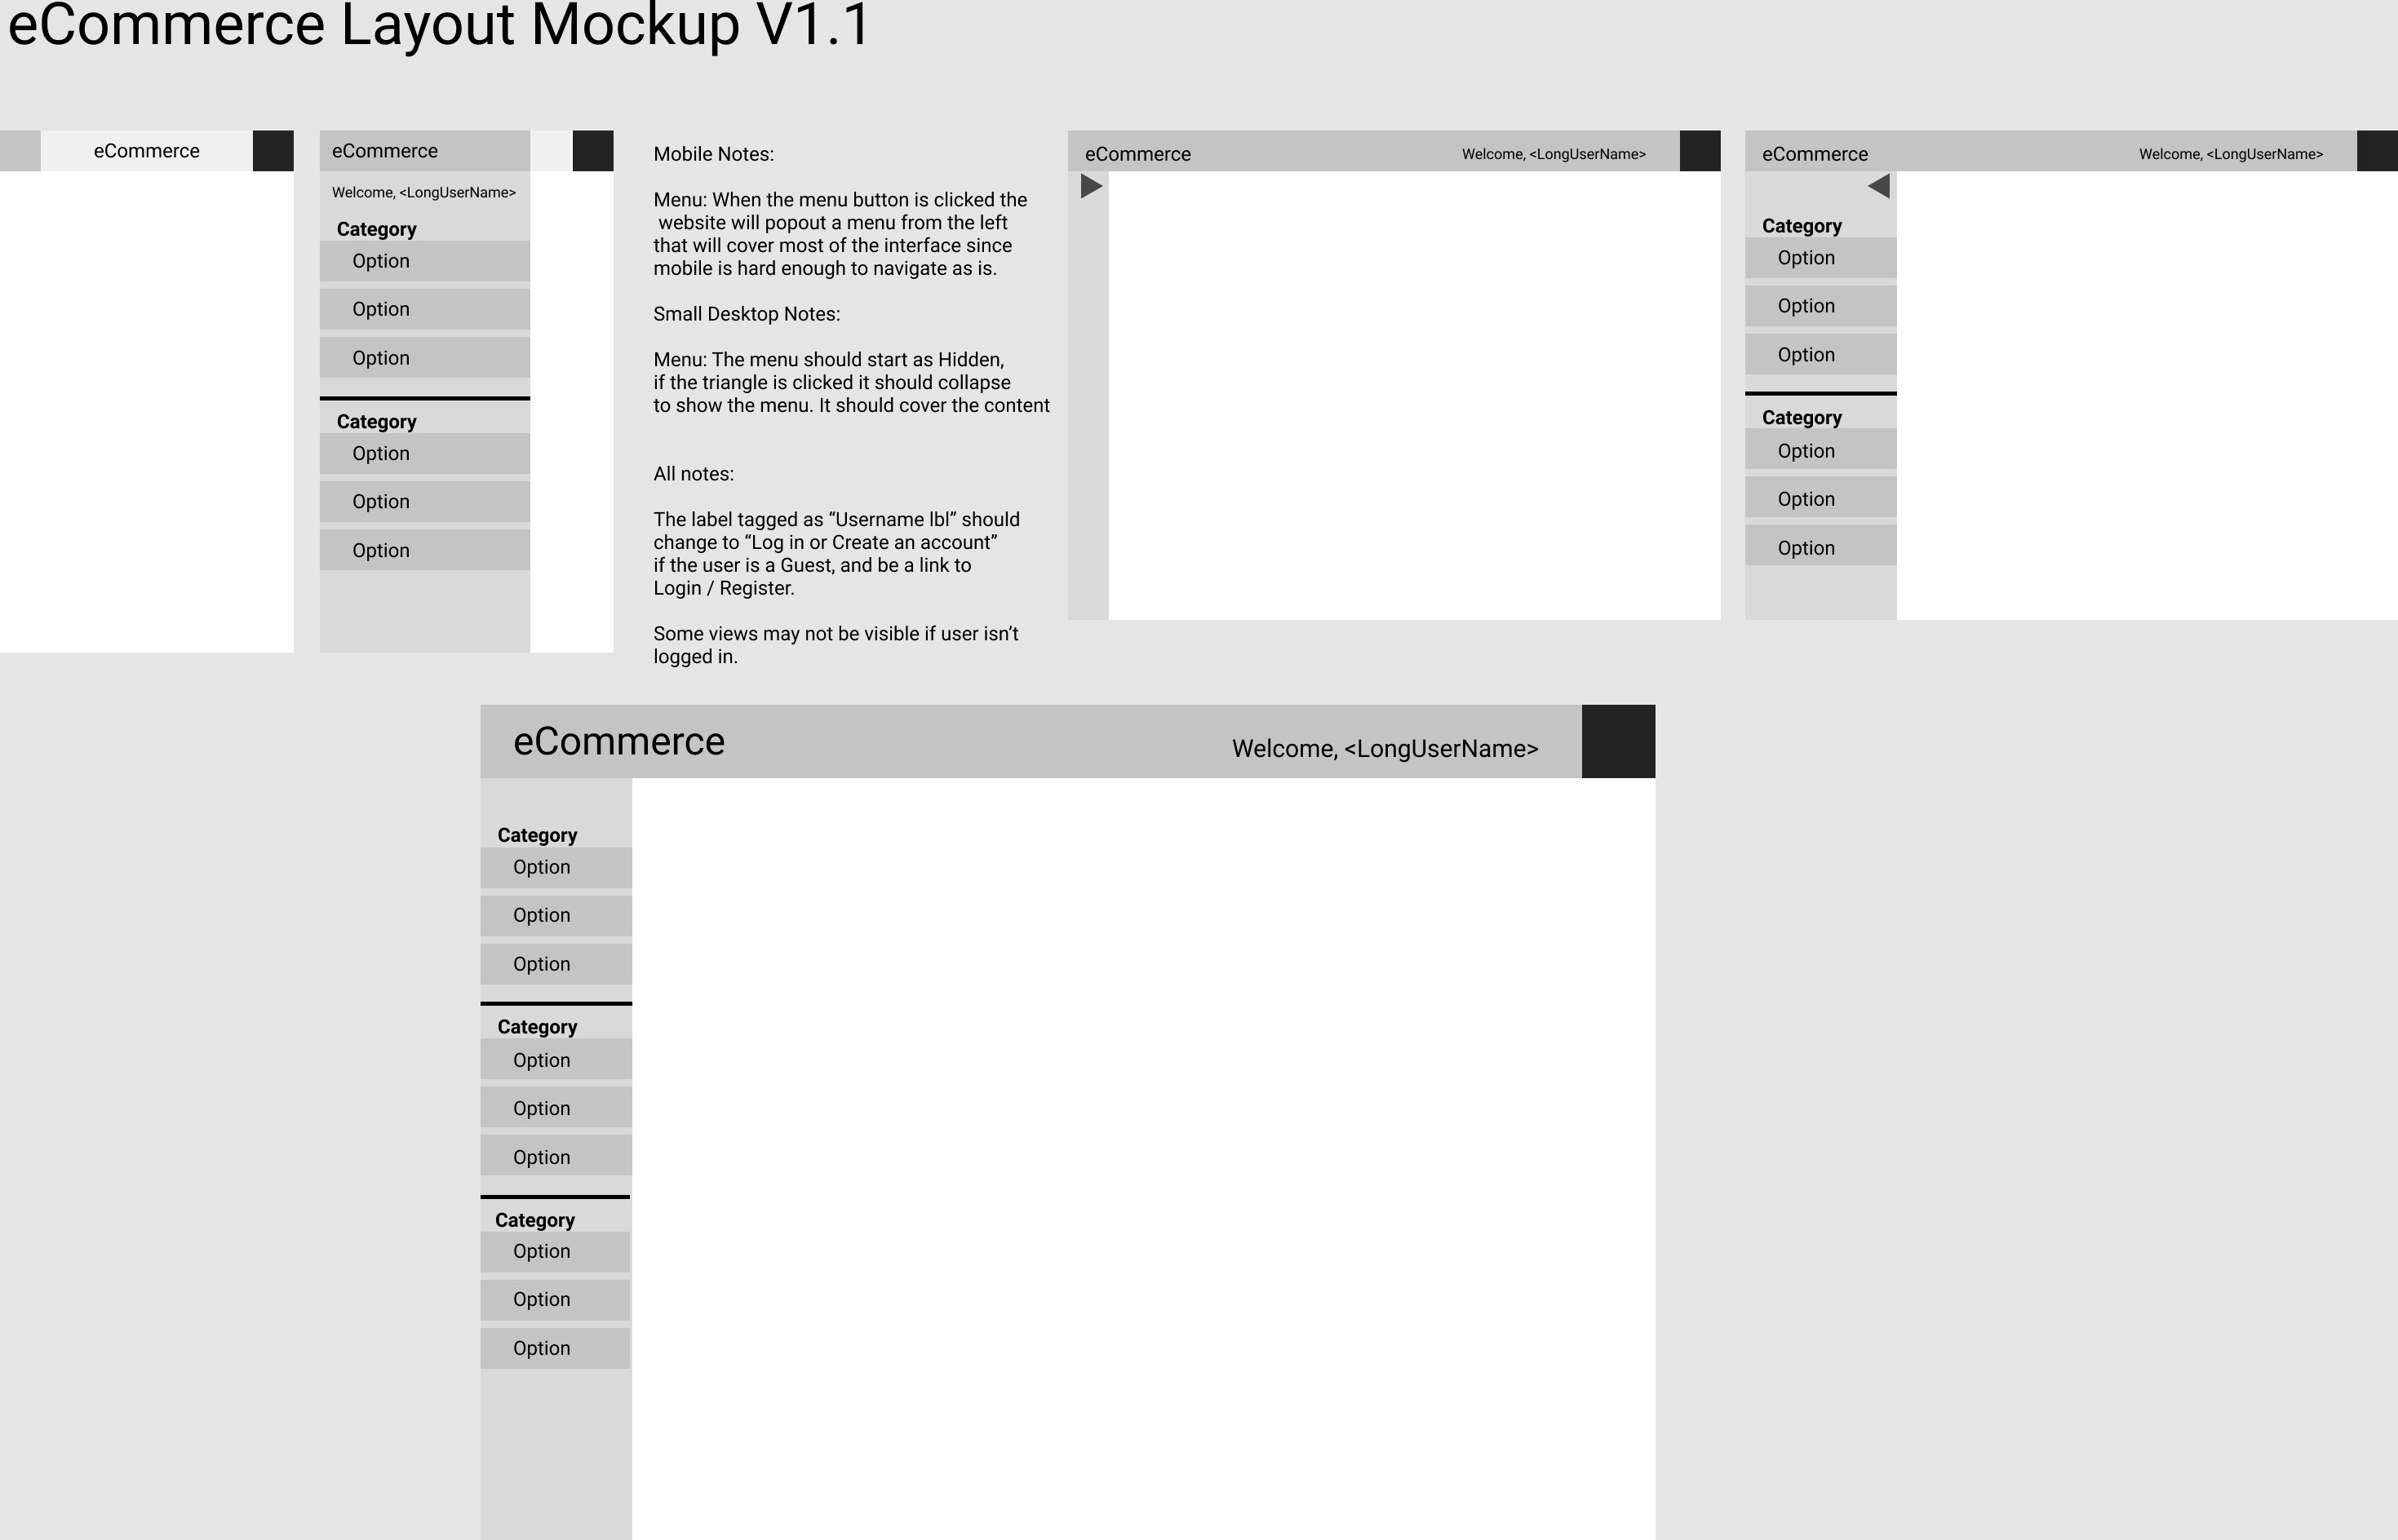 eCommerce Layout Mockup V1.1
eCommerce
eCommerce
Welcome, <LongUserName>
Category
Option
Option
Option
Category
Option
Option
Option
Mobile Notes:
Menu: When the menu button is clicked the
website will popout a menu from the left
that will cover most of the interface since
mobile is hard enough to navigate as is.
Small Desktop Notes:
Menu: The menu should start as Hidden,
if the triangle is clicked it should collapse
to show the menu. It should cover the content
All notes:
The label tagged as “Username lbl” should
change to “Log in or Create an account”
if the user is a Guest, and be a link to
Login / Register.
Some views may not be visible if user isn’t
logged in.
eCommerce
Welcome, <LongUserName>
eCommerce
Welcome, <LongUserName>
Category
Option
Option
Option
Category
Option
Option
Option
eCommerce
Welcome, <LongUserName>
Category
Option
Option
Option
Category
Option
Option
Option
Category
Option
Option
Option